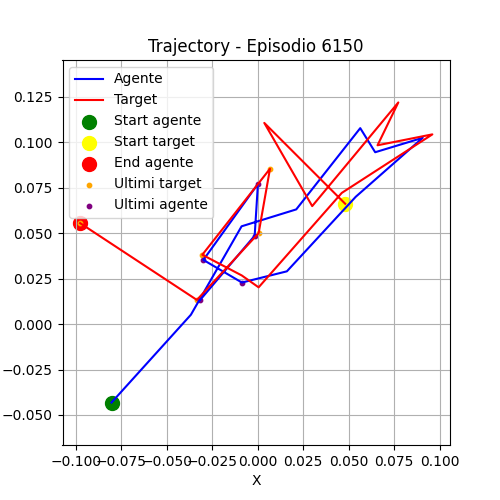 Trajectory - Episodio 6150
Agente
Target
Start agente
Start target
End agente
Ultimi target
Ultimi agente
0.125
0.100
0.075
0.050
0.025
0.000
−0.025
−0.050
−0.100 −0.075 −0.050 −0.025 0.000 0.025 0.050 0.075 0.100
X